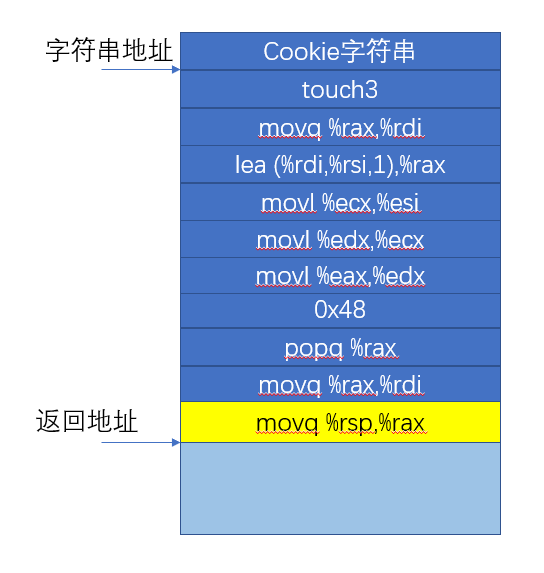 字符串地址
Cookie字符串
touch3
movq %rax,%rdi
lea (%rdi,%rsi,1),%rax
movl %ecx,%esi
movl %edx,%ecx
movl %eax,%edx
0x48
popq %rax
movq %rax,%rdi
返回地址
movq %rsp,%rax